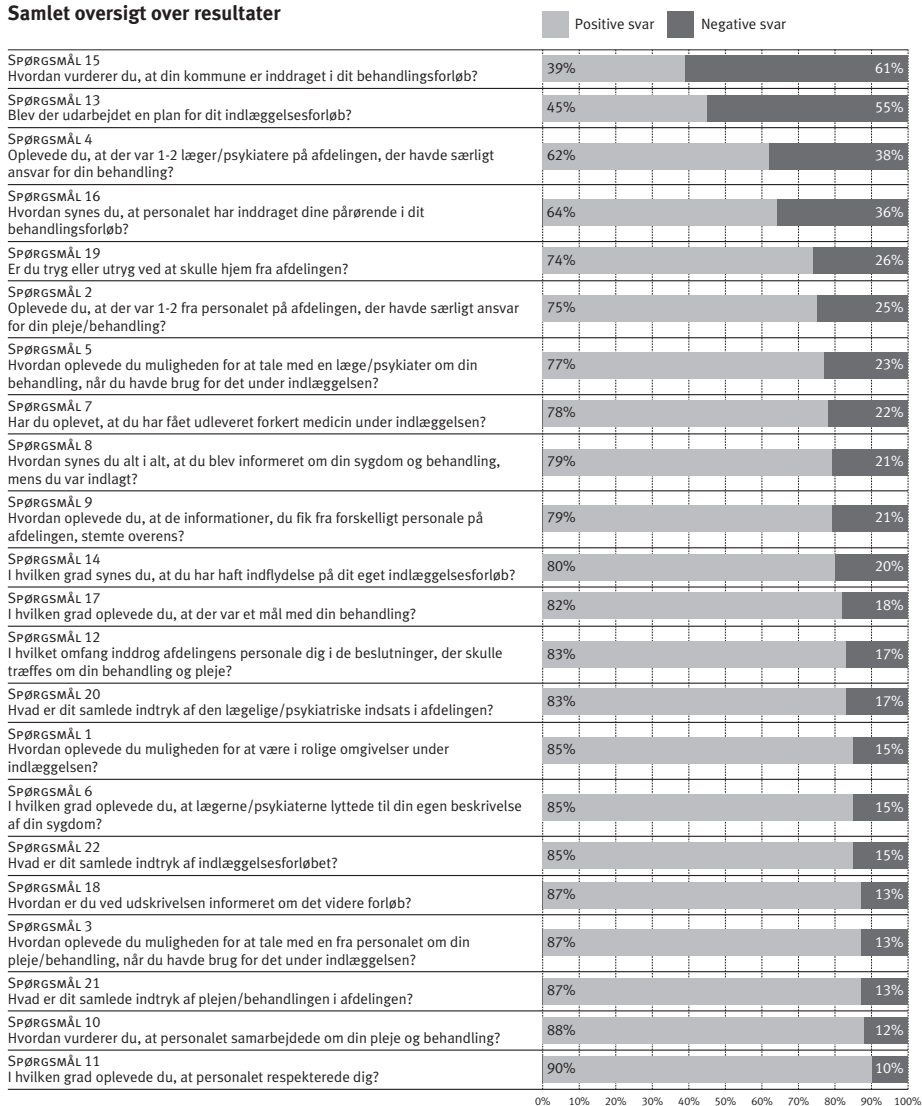 Samlet oversigt over resultater
Positive svar
Negative svar
SPØRGSMÅL 15
Hvordan vurderer du, at din kommune er inddraget i dit behandlingsforløb?
39%
61%
SPØRGSMÅL 13
Blev der udarbejdet en plan for dit indlæggelsesforløb?
45%
55%
SPØRGSMÅL 4
Oplevede du, at der var 1-2 læger/psykiatere på afdelingen, der havde særligt
ansvar for din behandling?
62%
38%
SPØRGSMÅL 16
Hvordan synes du, at personalet har inddraget dine pårørende i dit
behandlingsforløb?
64%
36%
SPØRGSMÅL 19
Er du tryg eller utryg ved at skulle hjem fra afdelingen?
74%
26%
SPØRGSMÅL 2
Oplevede du, at der var 1-2 fra personalet på afdelingen, der havde særligt ansvar
for din pleje/behandling?
75%
25%
SPØRGSMÅL 5
Hvordan oplevede du muligheden for at tale med en læge/psykiater om din
behandling, når du havde brug for det under indlæggelsen?
77%
23%
SPØRGSMÅL 7
Har du oplevet, at du har fået udleveret forkert medicin under indlæggelsen?
78%
22%
SPØRGSMÅL 8
Hvordan synes du alt i alt, at du blev informeret om din sygdom og behandling,
mens du var indlagt?
79%
21%
SPØRGSMÅL 9
Hvordan oplevede du, at de informationer, du fik fra forskelligt personale på
afdelingen, stemte overens?
79%
21%
SPØRGSMÅL 14
I hvilken grad synes du, at du har haft indflydelse på dit eget indlæggelsesforløb?
80%
20%
SPØRGSMÅL 17
I hvilken grad oplevede du, at der var et mål med din behandling?
82%
18%
SPØRGSMÅL 12
I hvilket omfang inddrog afdelingens personale dig i de beslutninger, der skulle
træffes om din behandling og pleje?
83%
17%
SPØRGSMÅL 20
Hvad er dit samlede indtryk af den lægelige/psykiatriske indsats i afdelingen?
83%
17%
SPØRGSMÅL 1
Hvordan oplevede du muligheden for at være i rolige omgivelser under
indlæggelsen?
85%
15%
SPØRGSMÅL 6
I hvilken grad oplevede du, at lægerne/psykiaterne lyttede til din egen beskrivelse
af din sygdom?
85%
15%
SPØRGSMÅL 22
Hvad er dit samlede indtryk af indlæggelsesforløbet?
85%
15%
SPØRGSMÅL 18
Hvordan er du ved udskrivelsen informeret om det videre forløb?
87%
13%
SPØRGSMÅL 3
Hvordan oplevede du muligheden for at tale med en fra personalet om din
pleje/behandling, når du havde brug for det under indlæggelsen?
87%
13%
SPØRGSMÅL 21
Hvad er dit samlede indtryk af plejen/behandlingen i afdelingen?
87%
13%
SPØRGSMÅL 10
Hvordan vurderer du, at personalet samarbejdede om din pleje og behandling?
88%
12%
SPØRGSMÅL 11
I hvilken grad oplevede du, at personalet respekterede dig?
90%
10%
0% 10% 20% 30% 40% 50% 60% 70% 80% 90% 100%